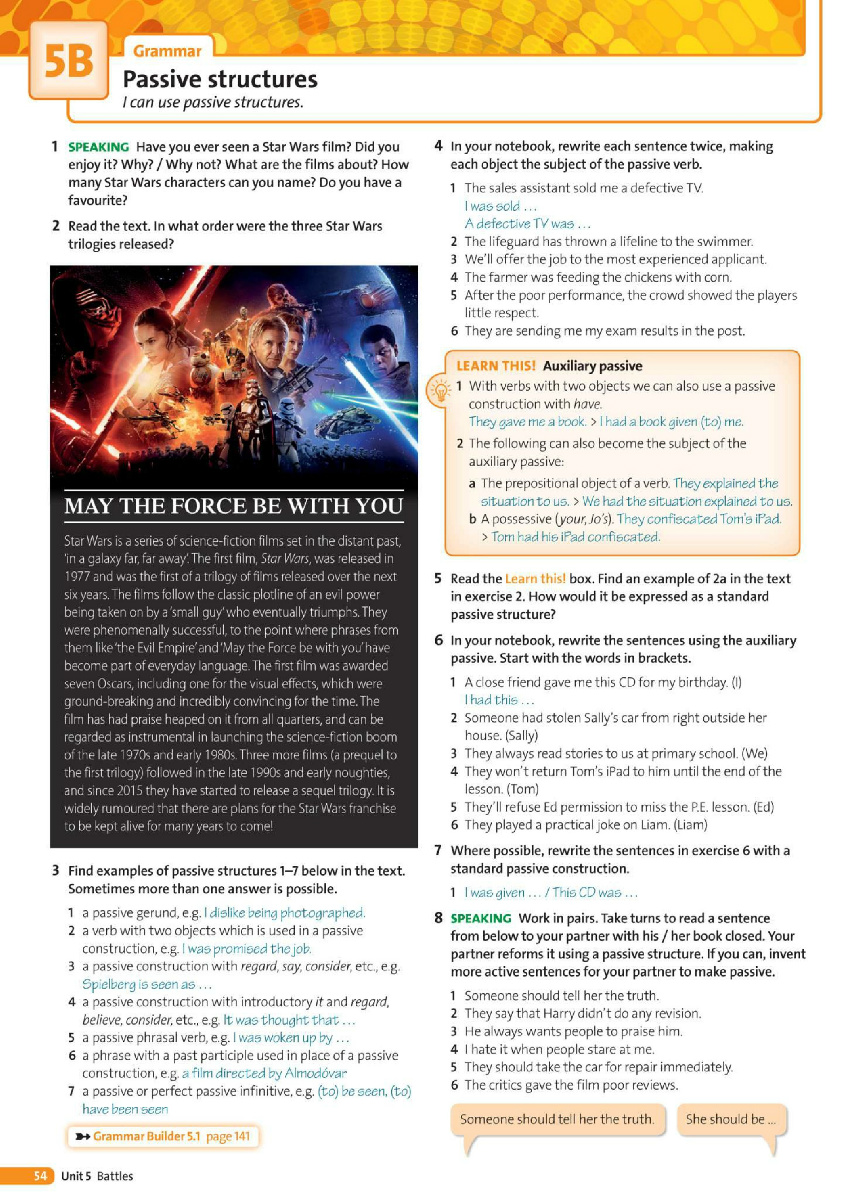 5B
Grammar
Passive structures
I can use passive structures.
1 SPEAKING Have you ever seen a Star Wars film? Did you
enjoy it? Why? / Why not? What are the films about? How
many Star Wars characters can you name? Do you have a
favourite?
2 Read the text. In what order were the three Star Wars
trilogies released?
MAY THE FORCE BE WITH YOU
Star Wars is a series of science-fiction films set in the distant past,
'in a galaxy far, far away'. The first film, Star Wars, was released in
1977 and was the first of a trilogy of films released over the next
six years. The films follow the classic plotline of an evil power
being taken on by a 'small guy' who eventually triumphs. They
were phenomenally successful, to the point where phrases from
them like 'the Evil Empire' and 'May the Force be with you' have
become part of everyday language. The first film was awarded
seven Oscars, including one for the visual effects, which were
ground-breaking and incredibly convincing for the time. The
film has had praise heaped on it from all quarters, and can be
regarded as instrumental in launching the science-fiction boom
of the late 1970s and early 1980s. Three more films (a prequel to
the first trilogy) followed in the late 1990s and early noughties,
and since 2015 they have started to release a sequel trilogy. It is
widely rumoured that there are plans for the Star Wars franchise
to be kept alive for many years to come!
3 Find examples of passive structures 1–7 below in the text.
Sometimes more than one answer is possible.
1 a passive gerund, e.g. I dislike being photographed.
2 a verb with two objects which is used in a passive
construction, e.g. I was promised the job.
3 a passive construction with regard, say, consider, etc., e.g.
Spielberg is seen as ...
4 a passive construction with introductory it and regard,
believe, consider, etc., e.g. It was thought that ...
5 a passive phrasal verb, e.g. I was woken up by ...
6 a phrase with a past participle used in place of a passive
construction, e.g. a film directed by Almodóvar
7 a passive or perfect passive infinitive, e.g. (to) be seen, (to)
have been seen
Grammar Builder 5.1 page 141
4 In your notebook, rewrite each sentence twice, making
each object the subject of the passive verb.
1 The sales assistant sold me a defective TV.
I was sold ...
A defective TV was ...
2 The lifeguard has thrown a lifeline to the swimmer.
3 We'll offer the job to the most experienced applicant.
4 The farmer was feeding the chickens with corn.
5 After the poor performance, the crowd showed the players
little respect.
6 They are sending me my exam results in the post.
LEARN THIS! Auxiliary passive
1 With verbs with two objects we can also use a passive
construction with have.
They gave me a book. > I had a book given (to) me.
2 The following can also become the subject of the
auxiliary passive:
a The prepositional object of a verb. They explained the
situation to us. > We had the situation explained to us.
b A possessive (your, Jo's). They confiscated Tom's iPad.
> Tom had his iPad confiscated.
5 Read the Learn this! box. Find an example of 2a in the text
in exercise 2. How would it be expressed as a standard
passive structure?
6 In your notebook, rewrite the sentences using the auxiliary
passive. Start with the words in brackets.
1 A close friend gave me this CD for my birthday. (I)
I had this ...
2 Someone had stolen Sally's car from right outside her
house. (Sally)
3 They always read stories to us at primary school. (We)
4 They won't return Tom's iPad to him until the end of the
lesson. (Tom)
5 They'll refuse Ed permission to miss the P.E. lesson. (Ed)
6 They played a practical joke on Liam. (Liam)
7 Where possible, rewrite the sentences in exercise 6 with a
standard passive construction.
1 I was given ... / This CD was ...
8 SPEAKING Work in pairs. Take turns to read a sentence
from below to your partner with his / her book closed. Your
partner reforms it using a passive structure. If you can, invent
more active sentences for your partner to make passive.
1 Someone should tell her the truth.
2 They say that Harry didn't do any revision.
3 He always wants people to praise him.
4 I hate it when people stare at me.
5 They should take the car for repair immediately.
6 The critics gave the film poor reviews.
Someone should tell her the truth.
She should be ...
54 Unit 5 Battles